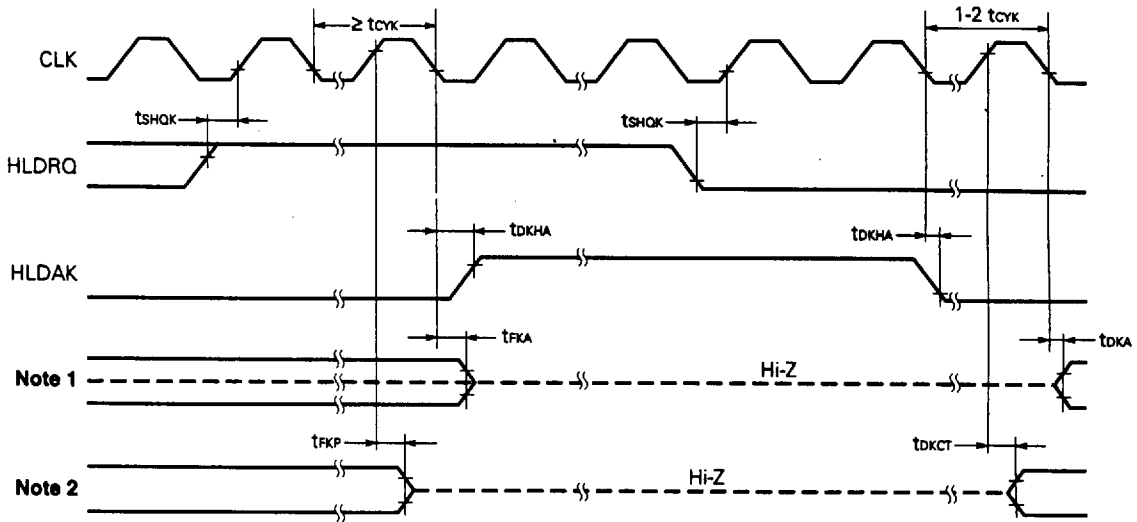 ≥ tCYK
1-2 tCYK
CLK
tSHQK
tSHQK
HLDRQ
tDKHA
tDKHA
HLDAK
tFKA
tDKA
Note 1
Hi-Z
tFKP
tDKCT
Note 2
Hi-Z